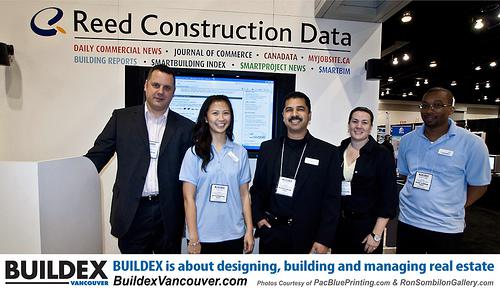 Reed Construction Data
DAILY COMMERCIAL NEWS • JOURNAL OF COMMERCE • CANADATA • MYJOBSITE.CA
BUILDING REPORTS • SMARTBUILDING INDEX • SMARTPROJECT NEWS • SMARTBIM
BUILDEX
VANCOUVER
BUILDEX is about designing, building and managing real estate
BuildexVancouver.com
Photos Courtesy of PacBluePrinting.com & RonSombilonGallery.com